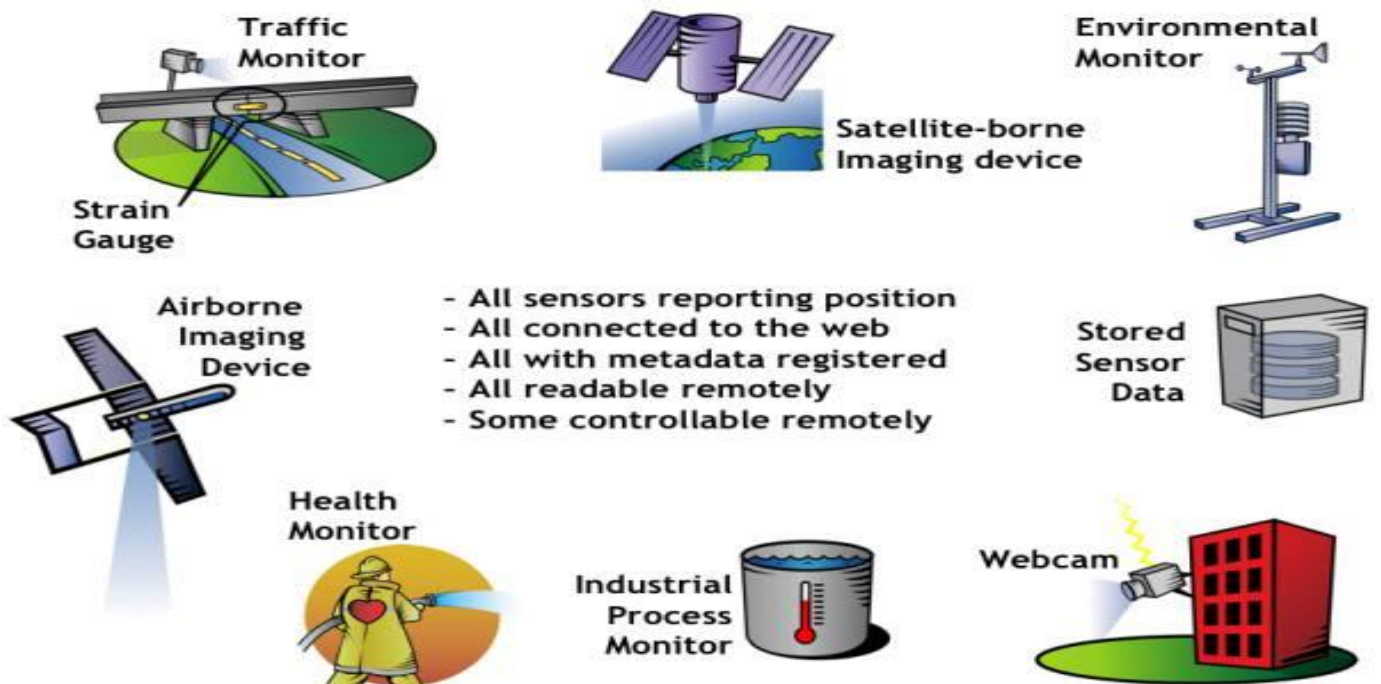 Traffic
Monitor
Strain
Gauge
Satellite-borne
Imaging device
Environmental
Monitor
Airborne
Imaging
Device
- All sensors reporting position
- All connected to the web
- All with metadata registered
- All readable remotely
- Some controllable remotely
Stored
Sensor
Data
Health
Monitor
Industrial
Process
Monitor
Webcam